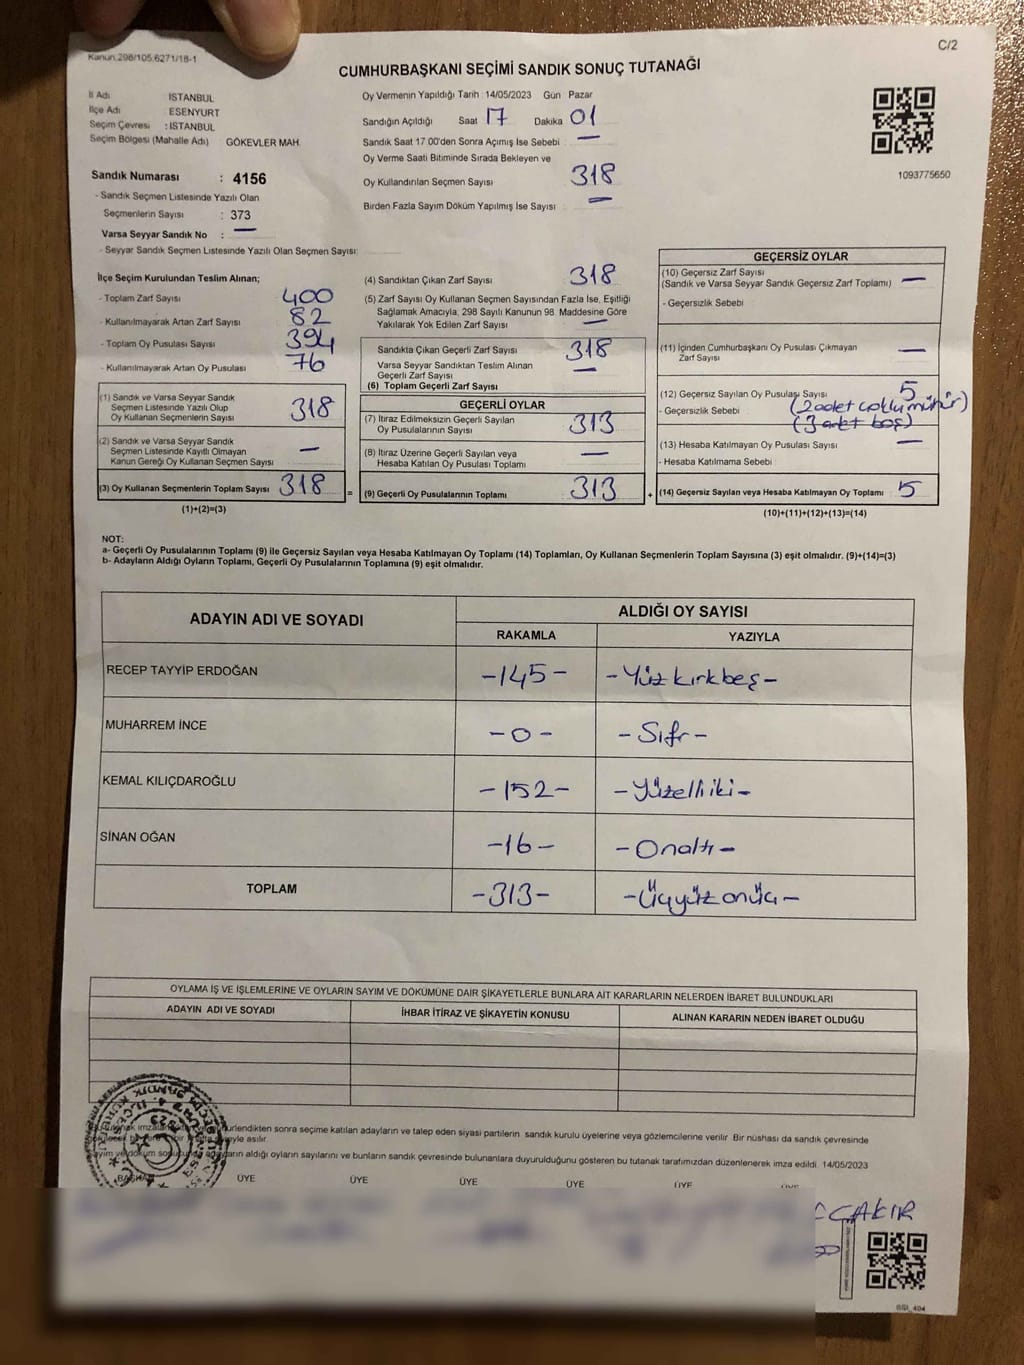 Kanun.298/105.6271/18-1
C/2
CUMHURBAŞKANI SEÇİMİ SANDIK SONUÇ TUTANAĞI
İl Adı İSTANBUL
İlçe Adı ESENYURT
Seçim Çevresi : İSTANBUL
Seçim Bölgesi (Mahalle Adı) GÖKEVLER MAH.
Sandık Numarası : 4156
- Sandık Seçmen Listesinde Yazılı Olan
Seçmenlerin Sayısı : 373
Varsa Seyyar Sandık No : —
- Seyyar Sandık Seçmen Listesinde Yazılı Olan Seçmen Sayısı:
Oy Vermenin Yapıldığı Tarih :14/05/2023 Gün Pazar
Sandığın Açıldığı Saat 17 Dakika 01
Sandık Saat 17.00'den Sonra Açımış İse Sebebi : —
Oy Verme Saati Bitiminde Sırada Bekleyen ve
Oy Kullandırılan Seçmen Sayısı 318
Birden Fazla Sayım Döküm Yapılmış İse Sayısı —
1093775650
İlçe Seçim Kurulundan Teslim Alınan;
- Toplam Zarf Sayısı 400
- Kullanılmayarak Artan Zarf Sayısı 82
- Toplam Oy Pusulası Sayısı 394
- Kullanılmayarak Artan Oy Pusulası 76
(1) Sandık ve Varsa Seyyar Sandık
Seçmen Listesinde Yazılı Olup
Oy Kullanan Seçmenlerin Sayısı 318
(2) Sandık ve Varsa Seyyar Sandık
Seçmen Listesinde Kayıtlı Olmayan
Kanun Gereği Oy Kullanan Seçmen Sayısı —
(3) Oy Kullanan Seçmenlerin Toplam Sayısı 318 =
(1)+(2)=(3)
(4) Sandıktan Çıkan Zarf Sayısı 318
(5) Zarf Sayısı Oy Kullanan Seçmen Sayısından Fazla İse, Eşitliği
Sağlamak Amacıyla, 298 Sayılı Kanunun 98. Maddesine Göre
Yakılarak Yok Edilen Zarf Sayısı —
Sandıkta Çıkan Geçerli Zarf Sayısı 318
Varsa Seyyar Sandıktan Teslim Alınan
Geçerli Zarf Sayısı —
(6) Toplam Geçerli Zarf Sayısı
GEÇERLİ OYLAR
(7) İtiraz Edilmeksizin Geçerli Sayılan
Oy Pusulalarının Sayısı 313
(8) İtiraz Üzerine Geçerli Sayılan veya
Hesaba Katılan Oy Pusulası Toplamı —
(9) Geçerli Oy Pusulalarının Toplamı 313 +
GEÇERSİZ OYLAR
(10) Geçersiz Zarf Sayısı
(Sandık ve Varsa Seyyar Sandık Geçersiz Zarf Toplamı) —
- Geçersizlik Sebebi
(11) İçinden Cumhurbaşkanı Oy Pusulası Çıkmayan
Zarf Sayısı —
(12) Geçersiz Sayılan Oy Pusulası Sayısı 5
- Geçersizlik Sebebi (2 adet çoklu mühür)
(3 adet boş)
(13) Hesaba Katılmayan Oy Pusulası Sayısı —
- Hesaba Katılmama Sebebi
(14) Geçersiz Sayılan veya Hesaba Katılmayan Oy Toplamı 5
(10)+(11)+(12)+(13)=(14)
NOT:
a- Geçerli Oy Pusulalarının Toplamı (9) ile Geçersiz Sayılan veya Hesaba Katılmayan Oy Toplamı (14) Toplamları, Oy Kullanan Seçmenlerin Toplam Sayısına (3) eşit olmalıdır. (9)+(14)=(3)
b- Adayların Aldığı Oyların Toplamı, Geçerli Oy Pusulalarının Toplamına (9) eşit olmalıdır.
ADAYIN ADI VE SOYADI ALDIĞI OY SAYISI
RAKAMLA YAZIYLA
RECEP TAYYİP ERDOĞAN -145- -Yüz kırkbeş-
MUHARREM İNCE -0- -Sıfır-
KEMAL KILIÇDAROĞLU -152- -Yüzelliiki-
SİNAN OĞAN -16- -Onaltı-
TOPLAM -313- -Üçyüz onüç-
OYLAMA İŞ VE İŞLEMLERİNE VE OYLARIN SAYIM VE DÖKÜMÜNE DAİR ŞİKAYETLERLE BUNLARA AİT KARARLARIN NELERDEN İBARET BULUNDUKLARI
ADAYIN ADI VE SOYADI İHBAR İTİRAZ VE ŞİKAYETİN KONUSU ALINAN KARARIN NEDEN İBARET OLDUĞU
sonra seçime katılan adayların ve talep eden siyasi partilerin sandık kurulu üyelerine veya gözlemcilerine verilir. Bir nüshası da sandık çevresinde
asılır.
aldığı oyların sayılarını ve bunların sandık çevresinde bulunanlara duyurulduğunu gösteren bu tutanak tarafımızdan düzenlenerek imza edildi. 14/05/2023
BAŞKAN ÜYE ÜYE ÜYE ÜYE ÜYE ÜYE
ÇAKIR